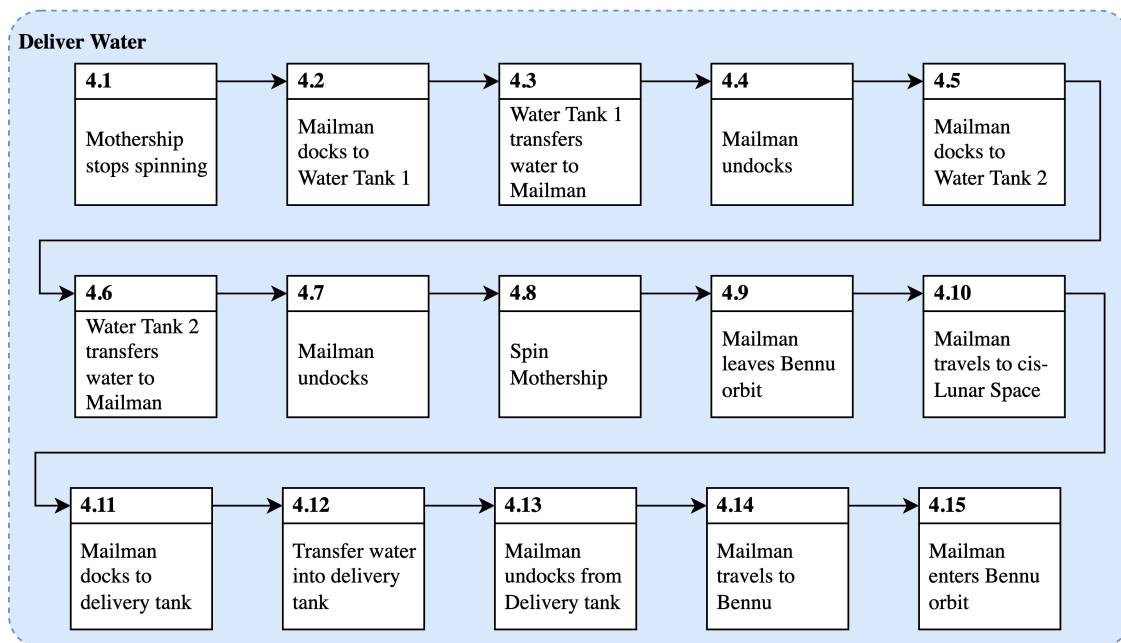 Deliver Water
4.1
Mothership
stops spinning
4.2
Mailman
docks to
Water Tank 1
4.3
Water Tank 1
transfers
water to
Mailman
4.4
Mailman
undocks
4.5
Mailman
docks to
Water Tank 2
4.6
Water Tank 2
transfers
water to
Mailman
4.7
Mailman
undocks
4.8
Spin
Mothership
4.9
Mailman
leaves Bennu
orbit
4.10
Mailman
travels to cis-
Lunar Space
4.11
Mailman
docks to
delivery tank
4.12
Transfer water
into delivery
tank
4.13
Mailman
undocks from
Delivery tank
4.14
Mailman
travels to
Bennu
4.15
Mailman
enters Bennu
orbit